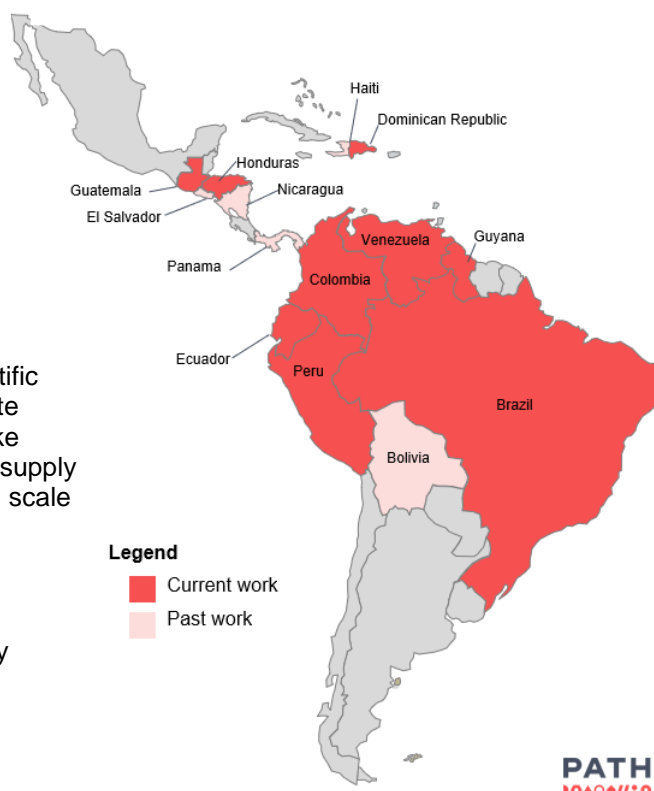 Haiti
Dominican Republic
Honduras
Guatemala
Nicaragua
El Salvador
Panama
Venezuela
Guyana
Colombia
Ecuador
Peru
Brazil
Bolivia
tific
te
ke
supply
scale
y
Legend
Current work
Past work
PATH